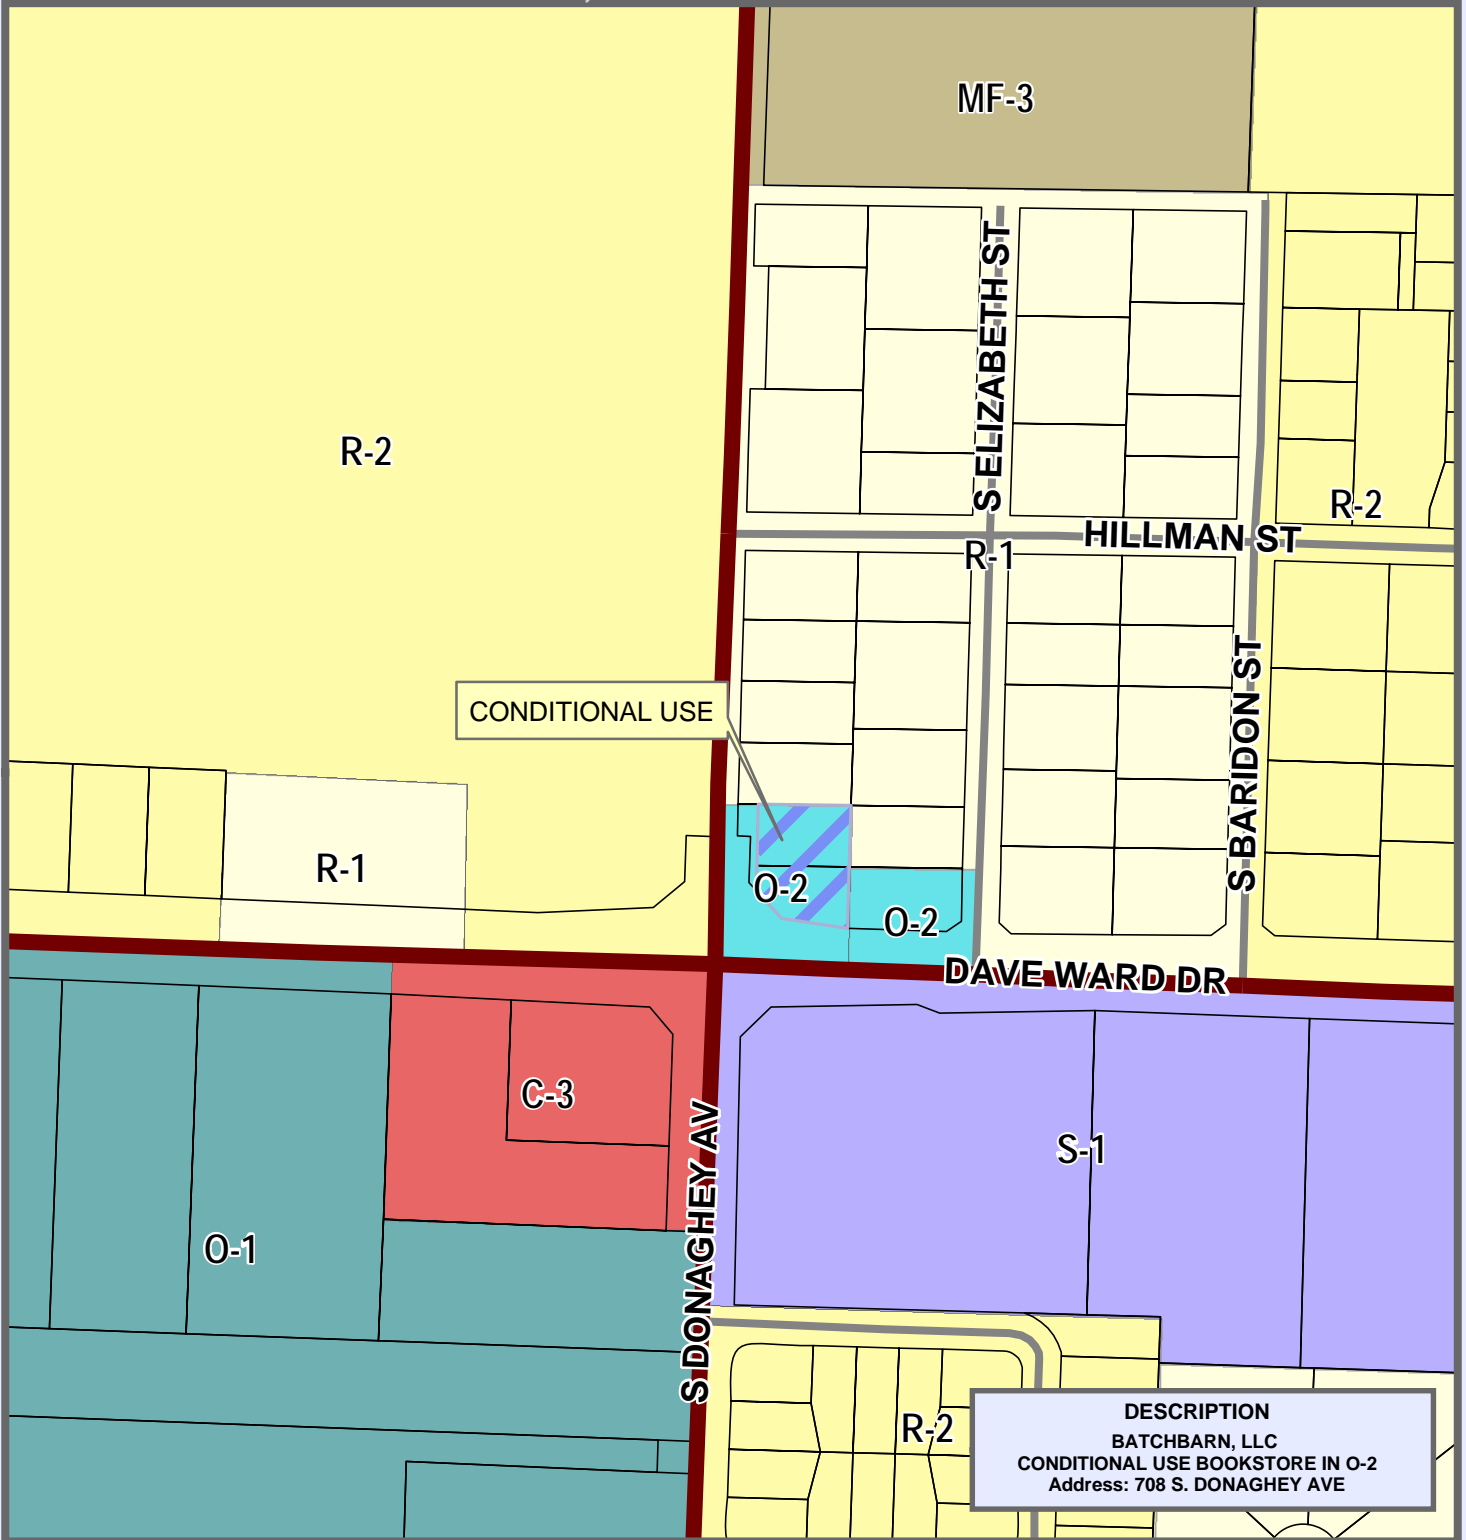 MF-3
S ELIZABETH ST
R-2
R-2
HILLMAN ST
R-1
S BARIDON ST
CONDITIONAL USE
R-1
O-2
O-2
DAVE WARD DR
C-3
S-1
S DONAGHEY AV
O-1
R-2
DESCRIPTION
BATCHBARN, LLC
CONDITIONAL USE BOOKSTORE IN O-2
Address: 708 S. DONAGHEY AVE